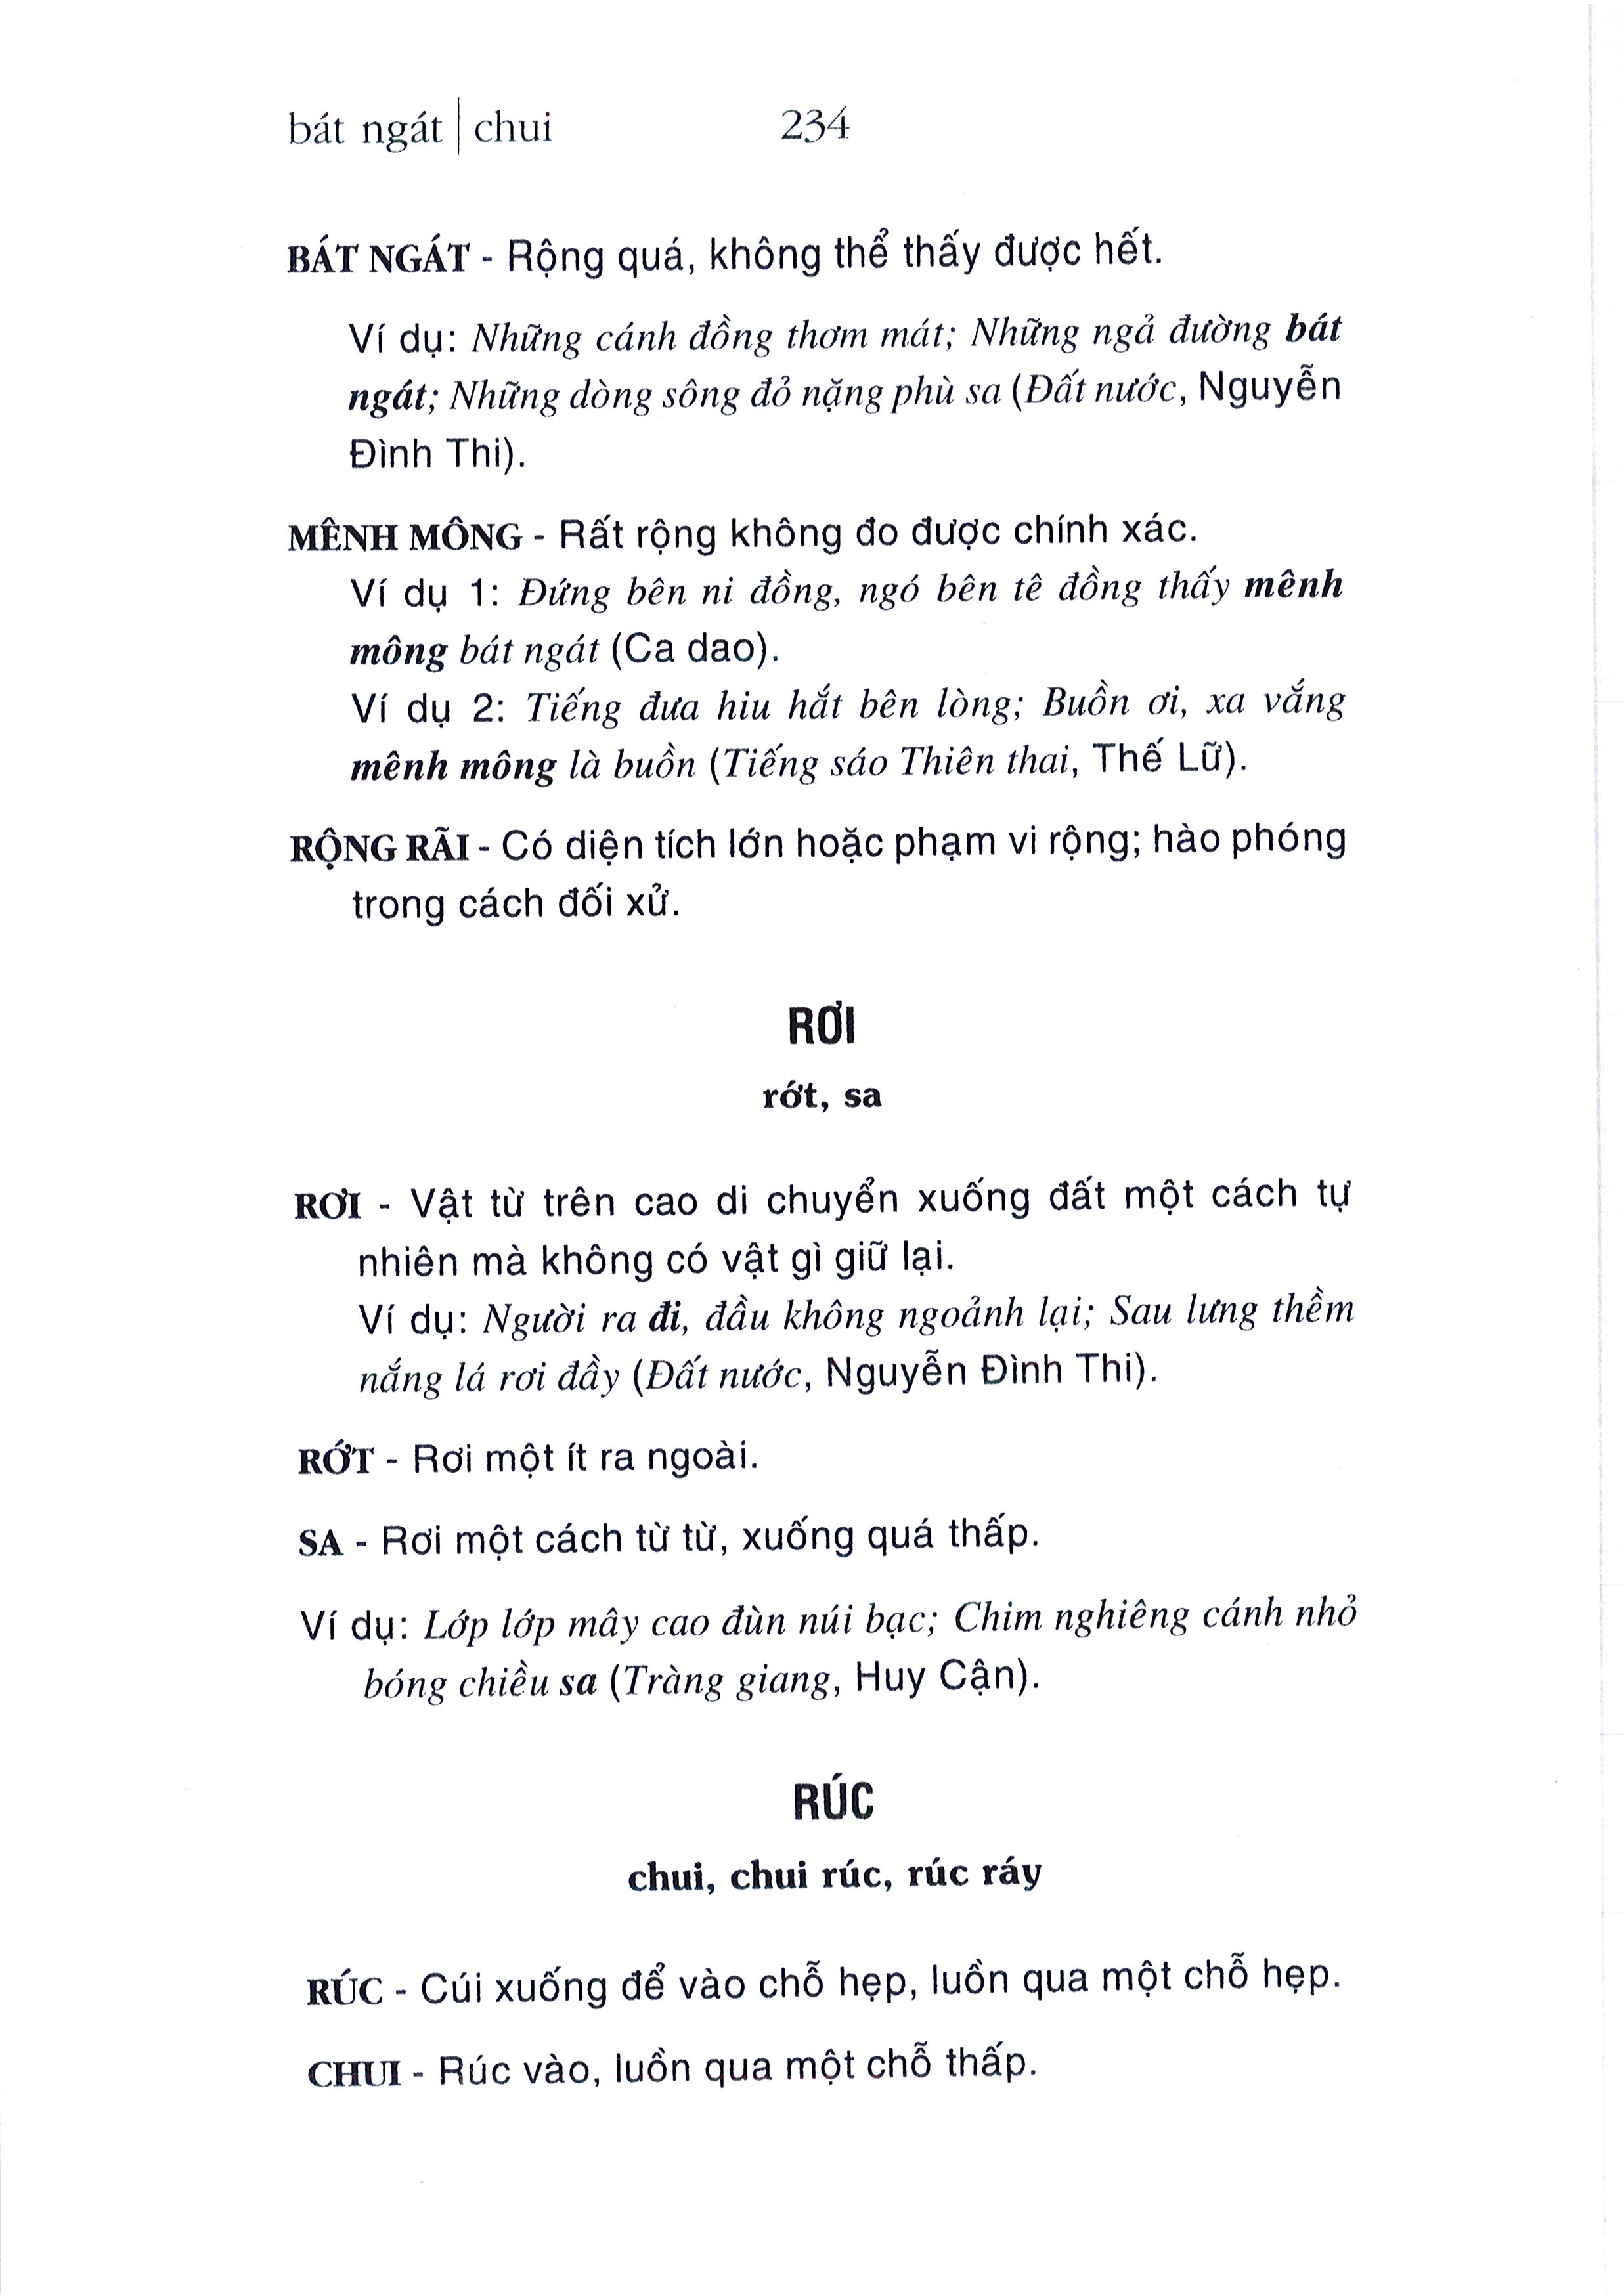 bát ngát | chui 234
BÁT NGÁT - Rộng quá, không thể thấy được hết.
Ví dụ: Những cánh đồng thơm mát; Những ngả đường bát
ngát; Những dòng sông đỏ nặng phù sa (Đất nước, Nguyễn
Đình Thi).
MÊNH MÔNG - Rất rộng không đo được chính xác.
Ví dụ 1: Đứng bên ni đồng, ngó bên tê đồng thấy mênh
mông bát ngát (Ca dao).
Ví dụ 2: Tiếng đưa hiu hắt bên lòng; Buồn ơi, xa vắng
mênh mông là buồn (Tiếng sáo Thiên thai, Thế Lữ).
RỘNG RÃI - Có diện tích lớn hoặc phạm vi rộng; hào phóng
trong cách đối xử.
RƠI
rớt, sa
RƠI - Vật từ trên cao di chuyển xuống đất một cách tự
nhiên mà không có vật gì giữ lại.
Ví dụ: Người ra đi, đầu không ngoảnh lại; Sau lưng thềm
nắng lá rơi đầy (Đất nước, Nguyễn Đình Thi).
RỚT - Rơi một ít ra ngoài.
SA - Rơi một cách từ từ, xuống quá thấp.
Ví dụ: Lớp lớp mây cao đùn núi bạc; Chim nghiêng cánh nhỏ
bóng chiều sa (Tràng giang, Huy Cận).
RÚC
chui, chui rúc, rúc ráy
RÚC - Cúi xuống để vào chỗ hẹp, luồn qua một chỗ hẹp.
CHUI - Rúc vào, luồn qua một chỗ thấp.